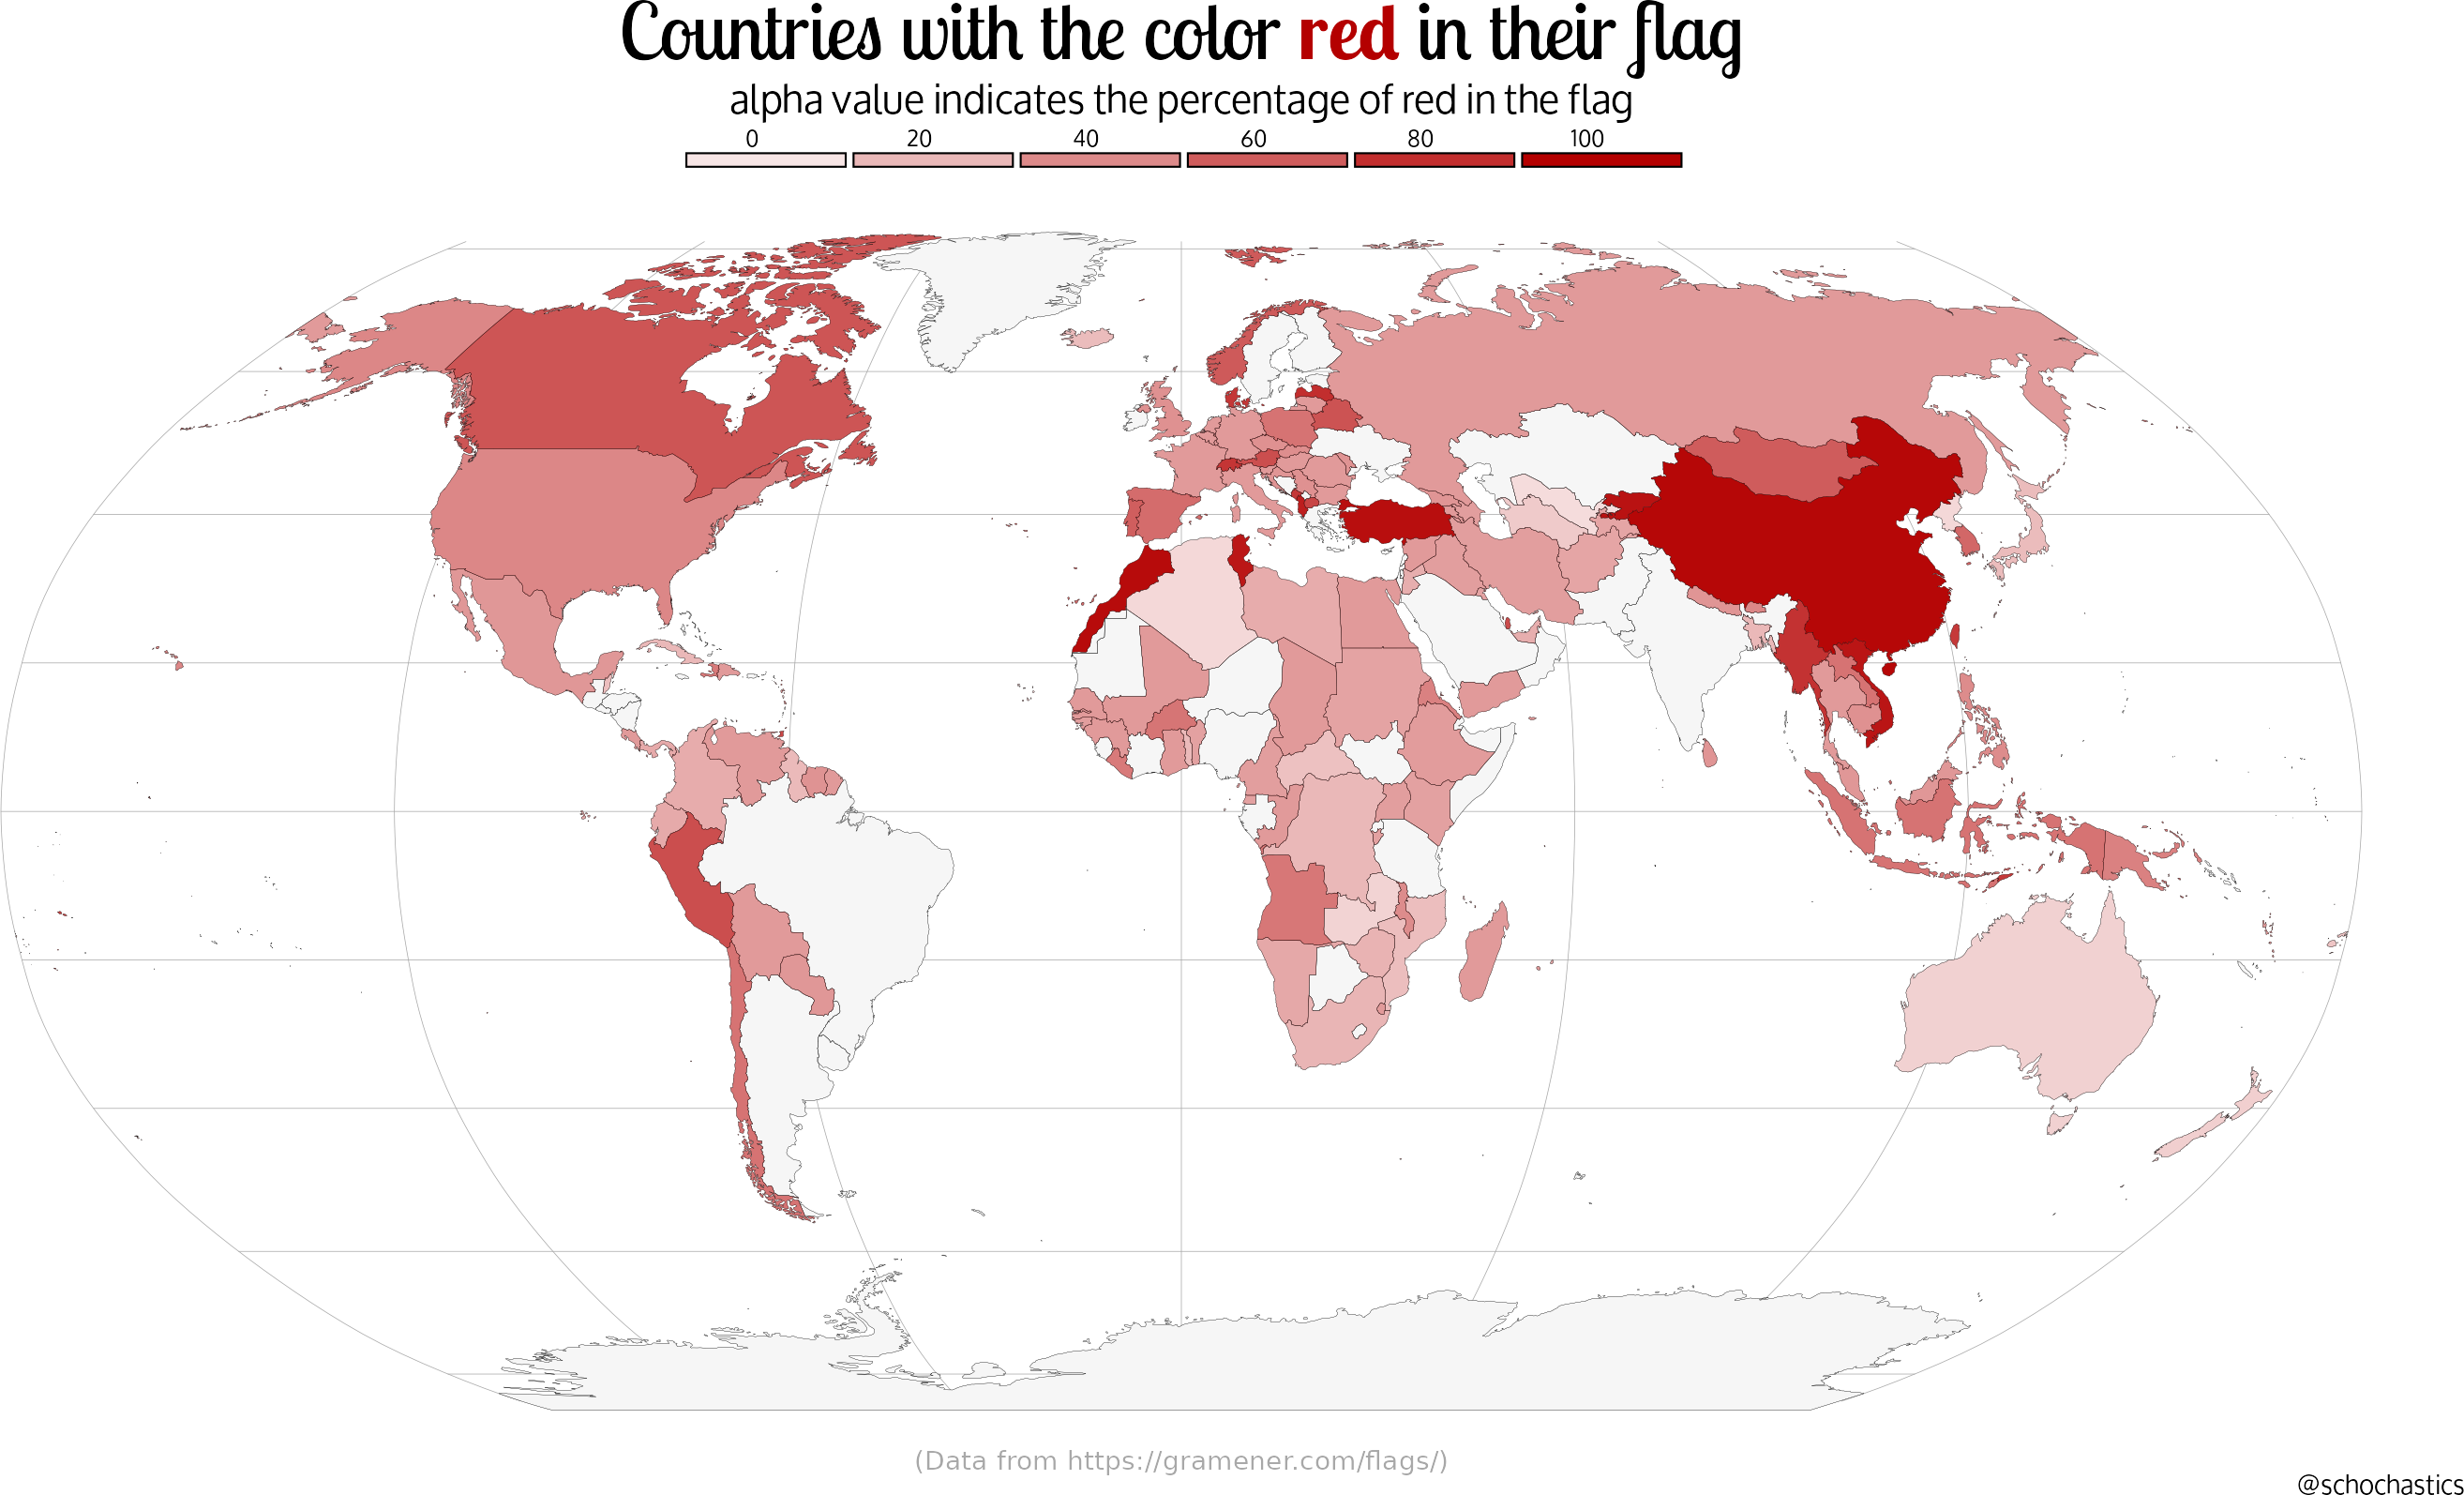 Countries with the color red in their flag
alpha value indicates the percentage of red in the flag
0 20 40 60 80 100
(Data from https://gramener.com/flags/)
@schochastics